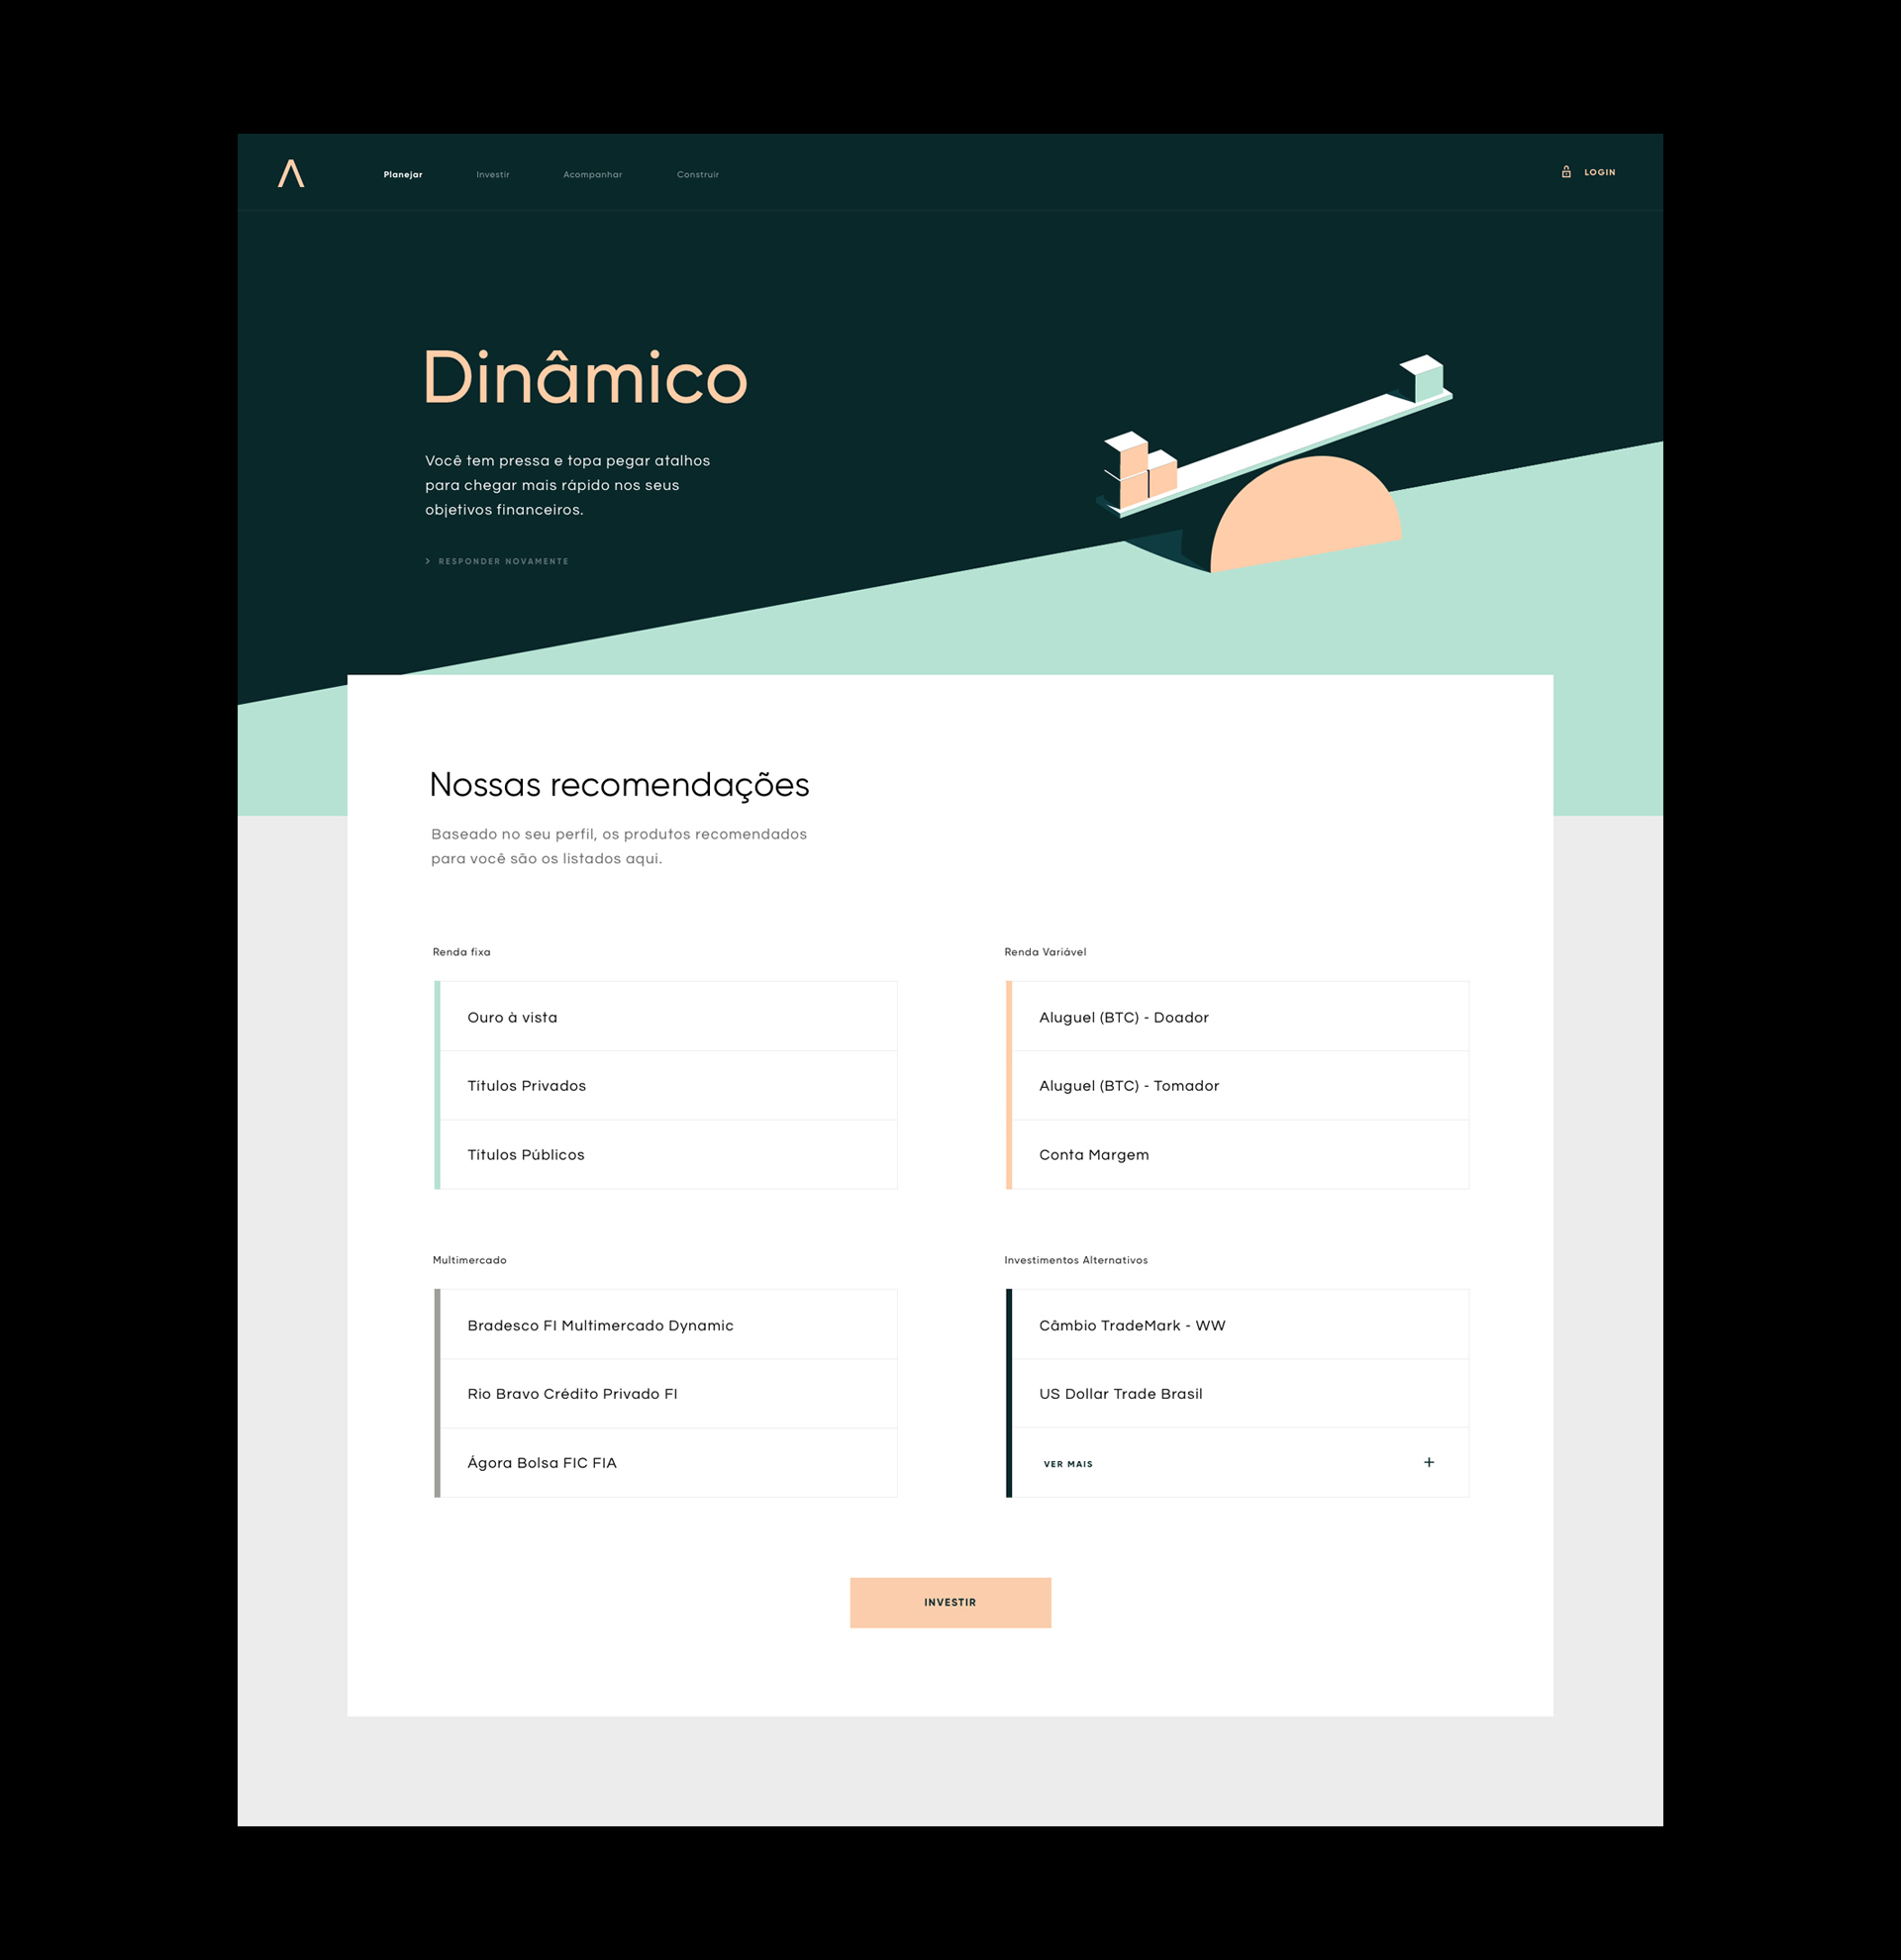 Planejar
Investir
Acompanhar
Construir
LOGIN
Dinâmico
Você tem pressa e topa pegar atalhos
para chegar mais rápido nos seus
objetivos financeiros.
> RESPONDER NOVAMENTE
Nossas recomendações
Baseado no seu perfil, os produtos recomendados
para você são os listados aqui.
Renda fixa
Ouro à vista
Títulos Privados
Títulos Públicos
Renda Variável
Aluguel (BTC) - Doador
Aluguel (BTC) - Tomador
Conta Margem
Multimercado
Bradesco FI Multimercado Dynamic
Rio Bravo Crédito Privado FI
Ágora Bolsa FIC FIA
Investimentos Alternativos
Câmbio TradeMark - WW
US Dollar Trade Brasil
VER MAIS +
INVESTIR